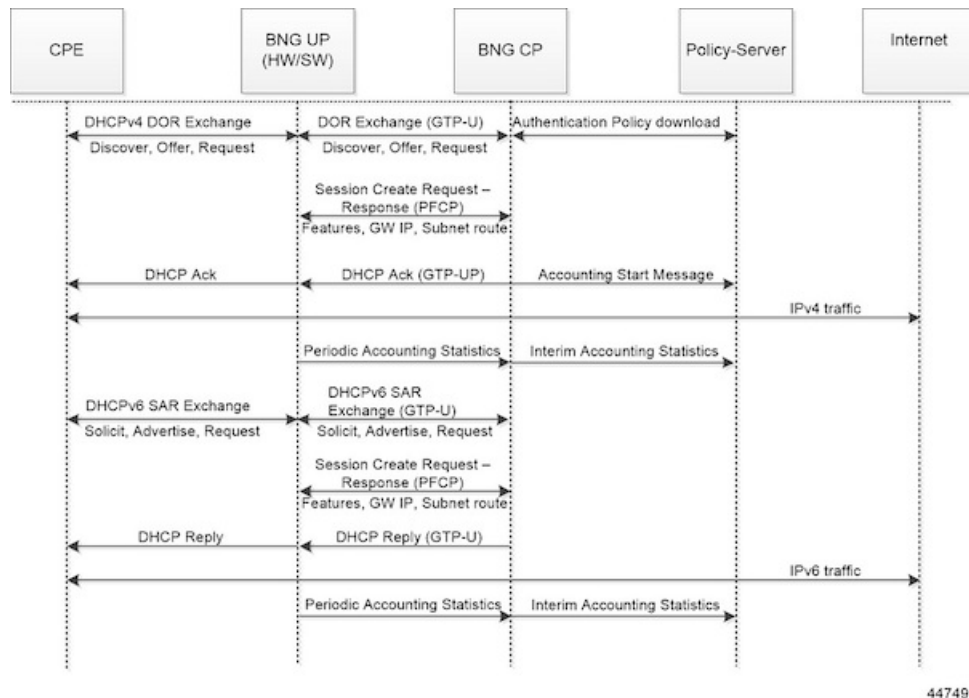 CPE
BNG UP
(HW/SW)
BNG CP
Policy-Server
Internet
DHCPv4 DOR Exchange
Discover, Offer, Request
DOR Exchange (GTP-U)
Discover, Offer, Request
Authentication Policy download
Session Create Request –
Response (PFCP)
Features, GW IP, Subnet route
DHCP Ack
DHCP Ack (GTP-UP)
Accounting Start Message
IPv4 traffic
Periodic Accounting Statistics
Interim Accounting Statistics
DHCPv6 SAR Exchange
Solicit, Advertise, Request
DHCPv6 SAR
Exchange (GTP-U)
Solicit, Advertise, Request
Session Create Request –
Response (PFCP)
Features, GW IP, Subnet route
DHCP Reply
DHCP Reply (GTP-U)
IPv6 traffic
Periodic Accounting Statistics
Interim Accounting Statistics
44749